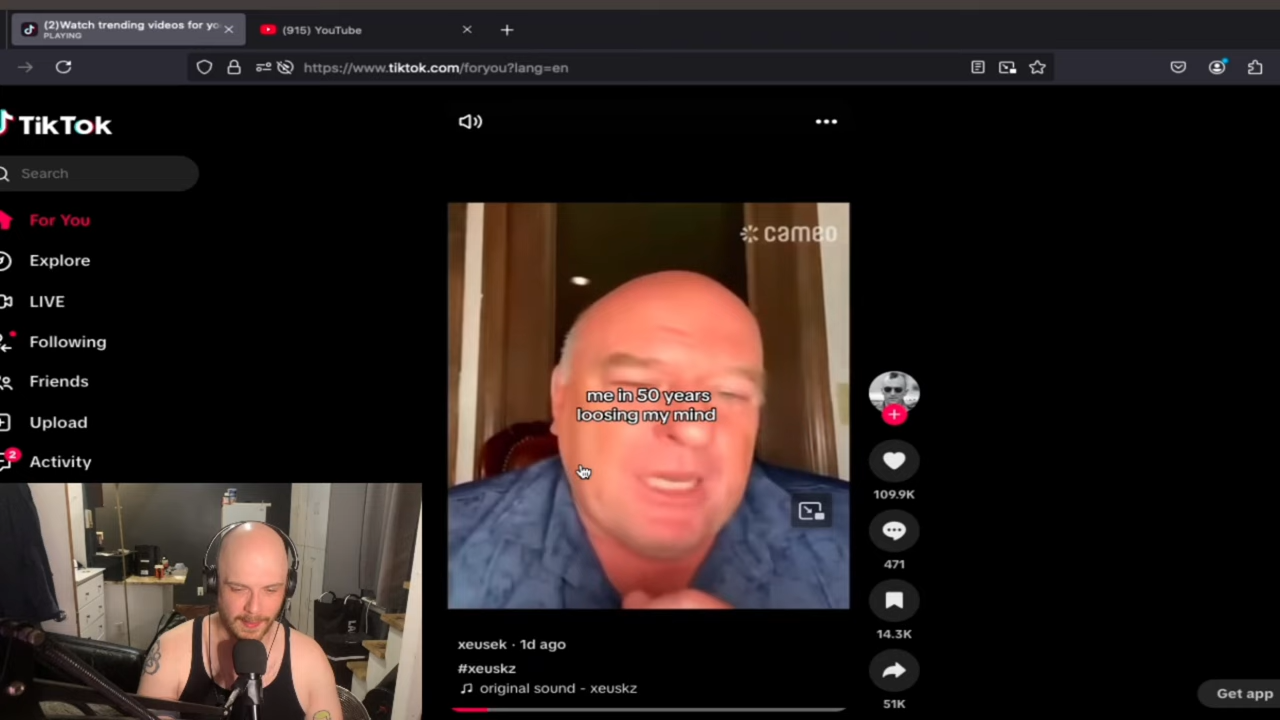 (2)Watch trending videos for yo
PLAYING
(915) YouTube
https://www.tiktok.com/foryou?lang=en
TikTok
Search
For You
Explore
LIVE
Following
Friends
Upload
2
Activity
cameo
me in 50 years
loosing my mind
109.9K
471
14.3K
51K
xeusek · 1d ago
#xeuskz
original sound - xeuskz
Get app